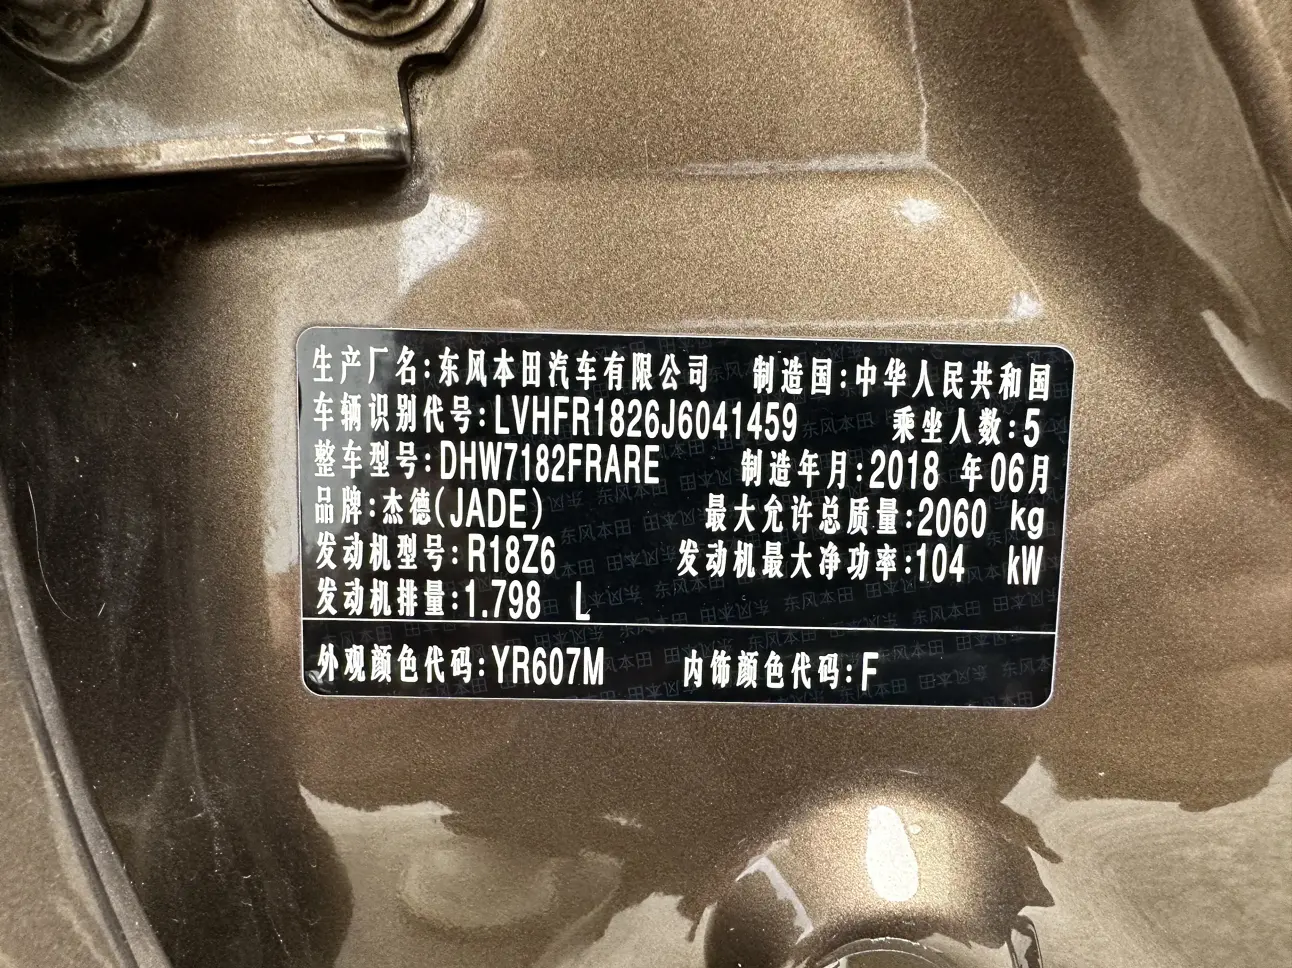 生产厂名:东风本田汽车有限公司 制造国:中华人民共和国
车辆识别代号:LVHFR1826J6041459 乘坐人数:5
整车型号:DHW7182FRARE 制造年月:2018 年06月
品牌:杰德(JADE) 最大允许总质量:2060 kg
发动机型号:R18Z6 发动机最大净功率:104 kW
发动机排量:1.798 L
外观颜色代码:YR607M 内饰颜色代码:F